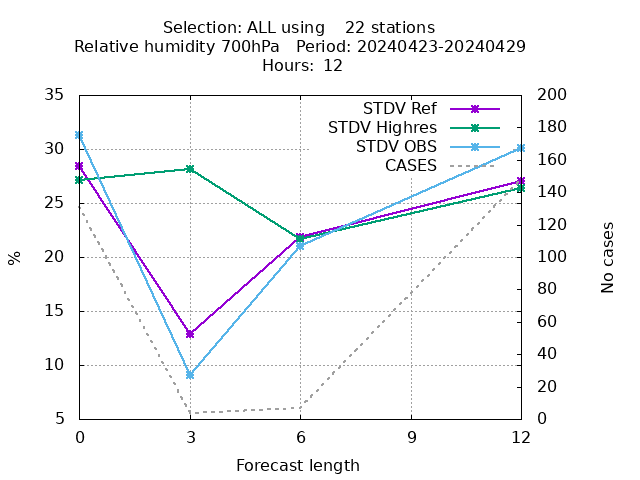 Selection: ALL using    22 stations
Relative humidity 700hPa   Period: 20240423-20240429
Hours: 12
35
30
25
20
15
10
5
200
180
160
140
120
100
80
60
40
20
0
STDV Ref
STDV Highres
STDV OBS
CASES
%
No cases
0
3
6
9
12
Forecast length